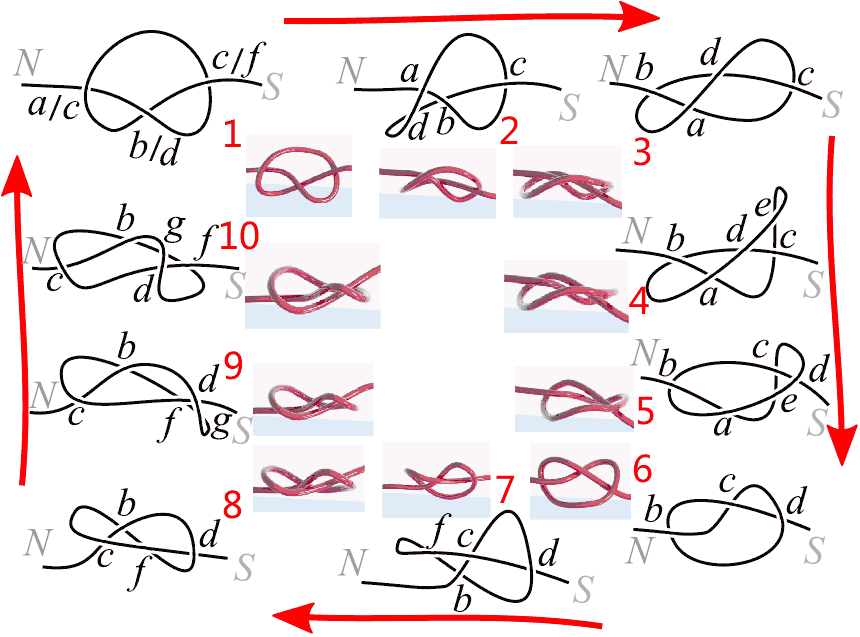 N a/c b/d c/f S 1
N a d b c S 2
N b d a c S 3
N b a d e c S 4
N b a c e d S 5
N b c d S 6
N f c b d S 7
N b c f d S 8
N b c f d g S 9
N b c g d f S 10